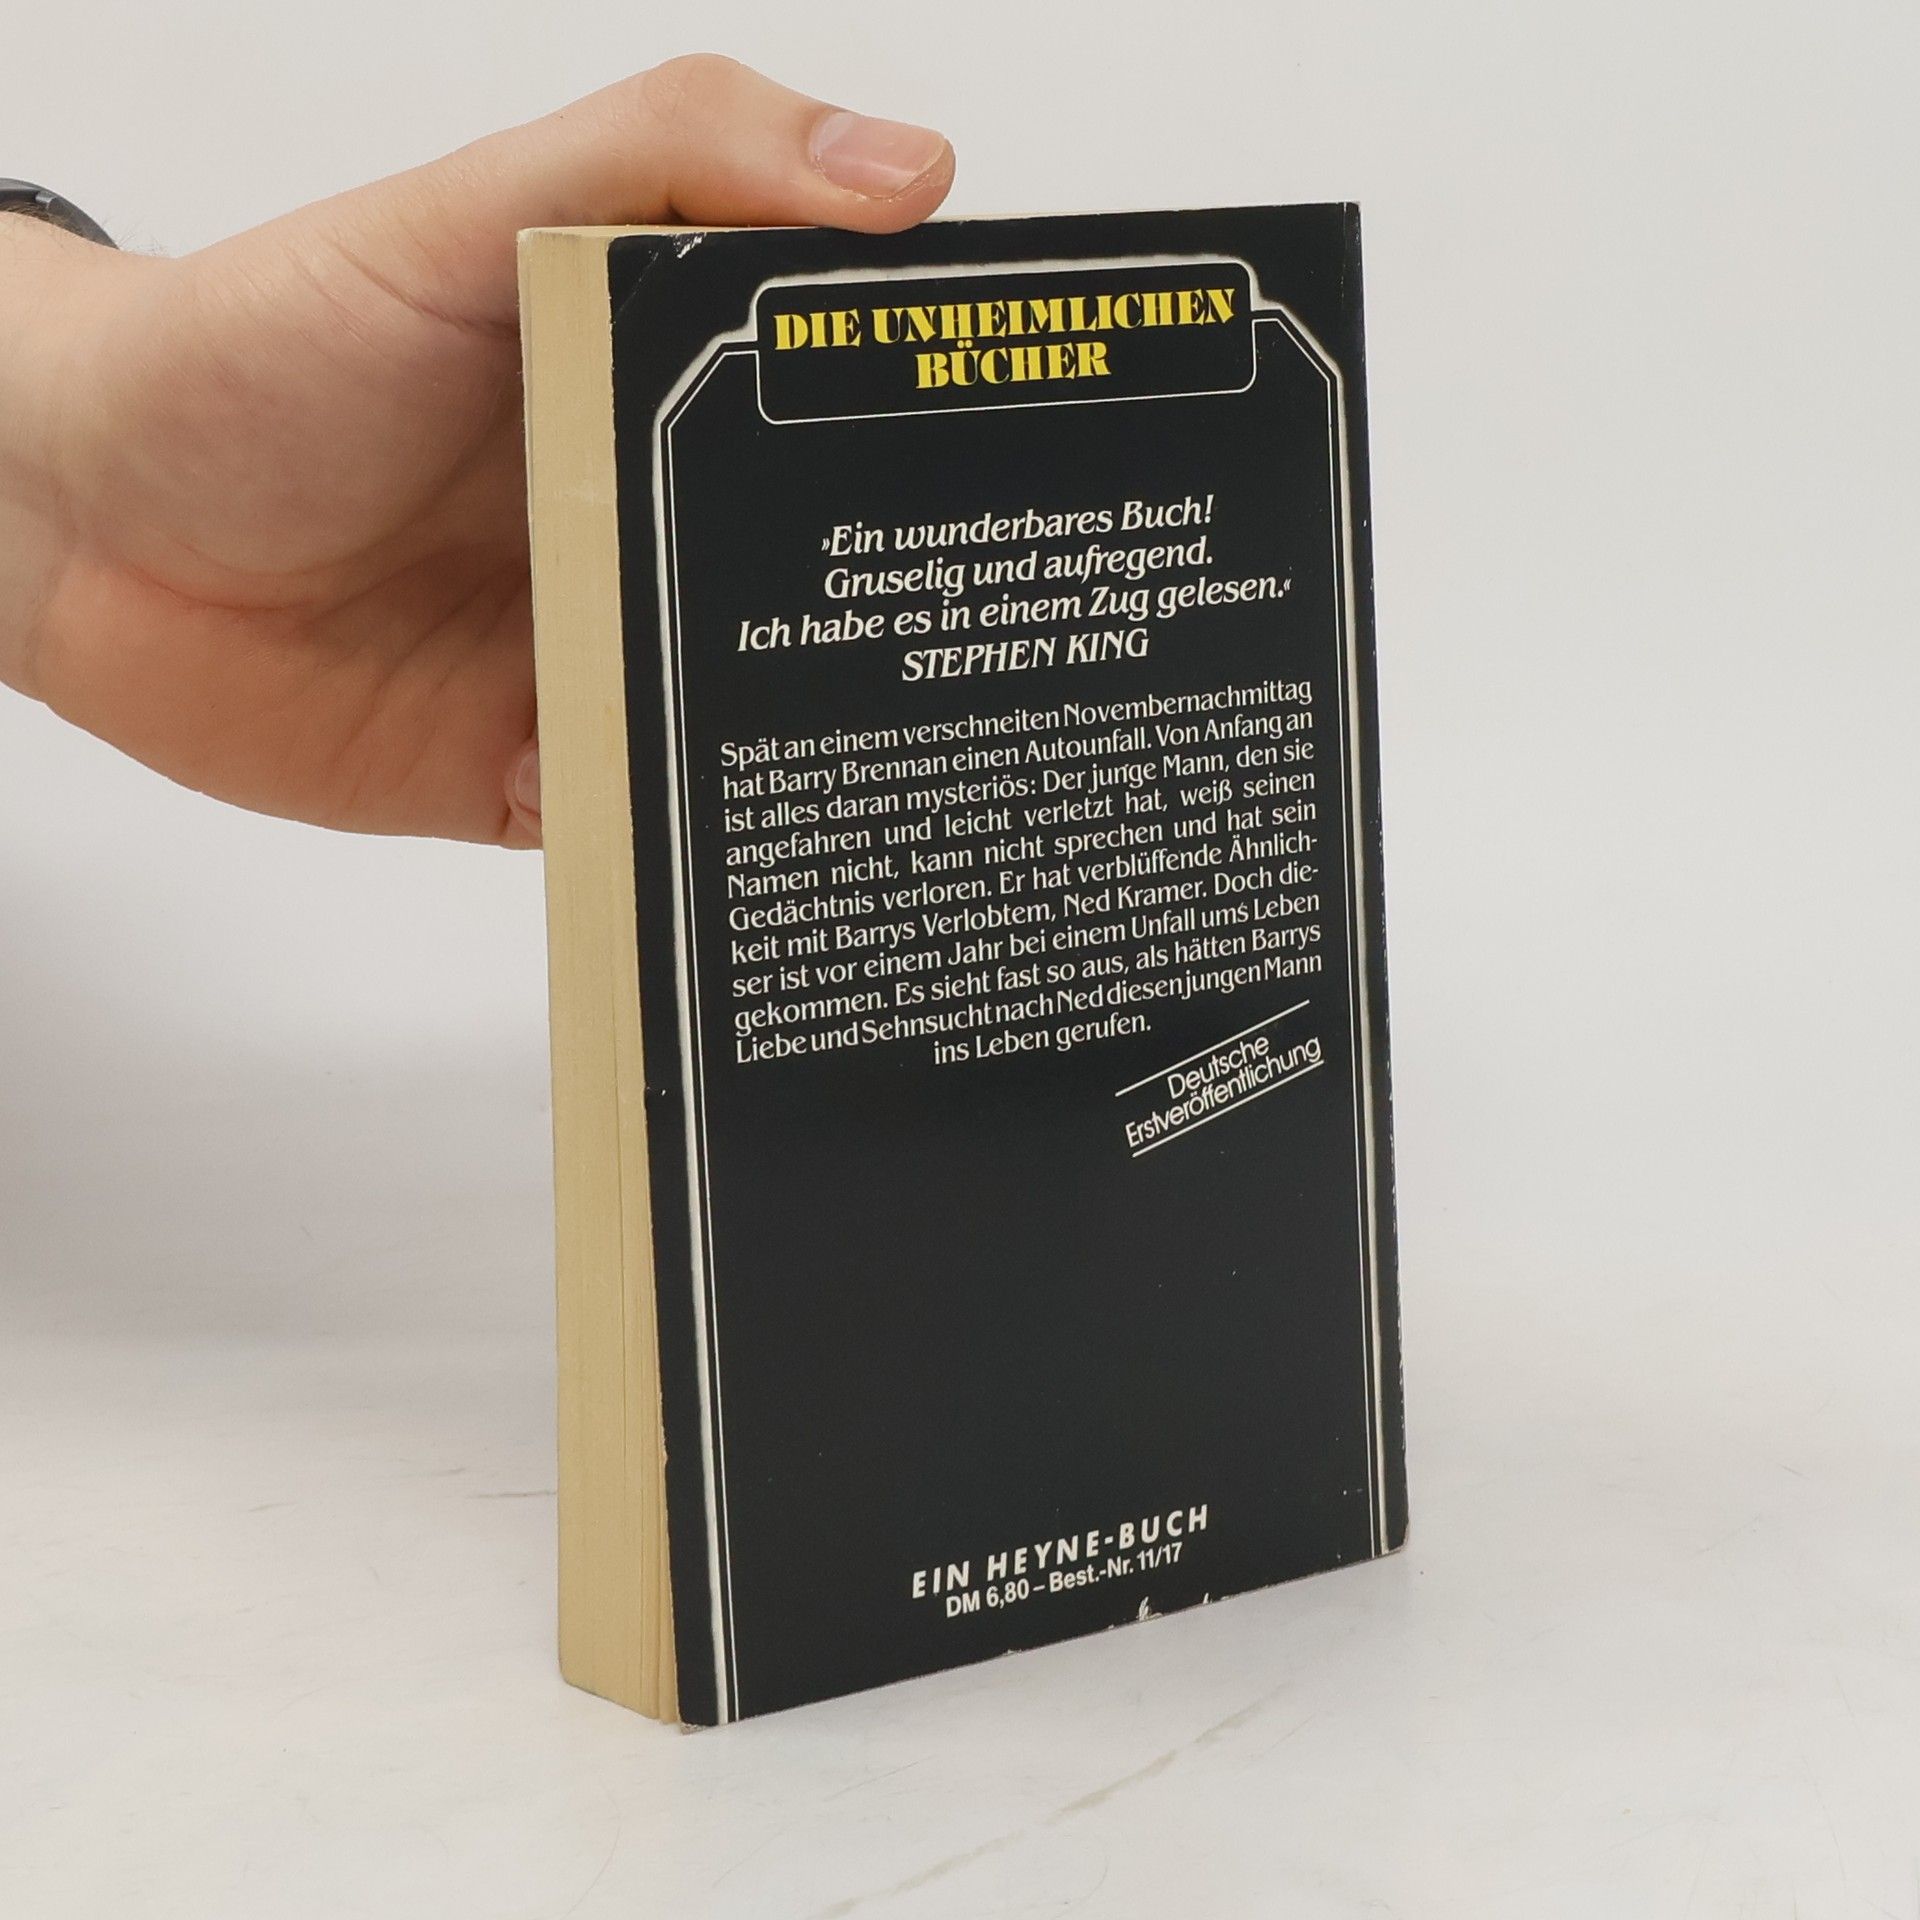 DIE UNHEIMLICHEN
BÜCHER
»Ein wunderbares Buch!
Gruselig und aufregend.
Ich habe es in einem Zug gelesen.«
STEPHEN KING
Spät an einem verschneiten Novembernachmittag
hat Barry Brennan einen Autounfall. Von Anfang an
ist alles daran mysteriös: Der junge Mann, den sie
angefahren und leicht verletzt hat, weiß seinen
Namen nicht, kann nicht sprechen und hat sein
Gedächtnis verloren. Er hat verblüffende Ähnlich-
keit mit Barrys Verlobtem, Ned Kramer. Doch die-
ser ist vor einem Jahr bei einem Unfall ums Leben
gekommen. Es sieht fast so aus, als hätten Barrys
Liebe und Sehnsucht nach Ned diesen jungen Mann
ins Leben gerufen.
Deutsche
Erstveröffentlichung
EIN HEYNE-BUCH
DM 6,80 – Best.-Nr. 11/17